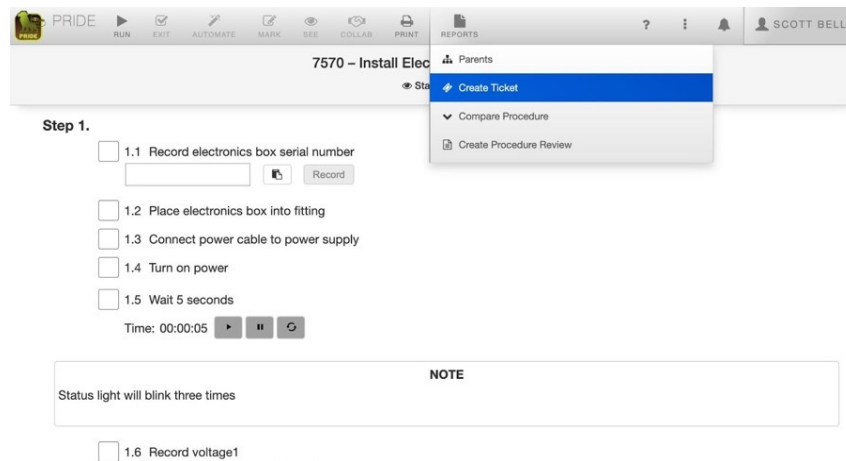 PRIDE
RUN
EXIT
AUTOMATE
MARK
SEE
COLLAB
PRINT
REPORTS
?
SCOTT BELL
PRIDE
7570 – Install Elec
Sta
Parents
Create Ticket
Compare Procedure
Create Procedure Review
Step 1.
1.1 Record electronics box serial number
Record
1.2 Place electronics box into fitting
1.3 Connect power cable to power supply
1.4 Turn on power
1.5 Wait 5 seconds
Time: 00:00:05
NOTE
Status light will blink three times
1.6 Record voltage1